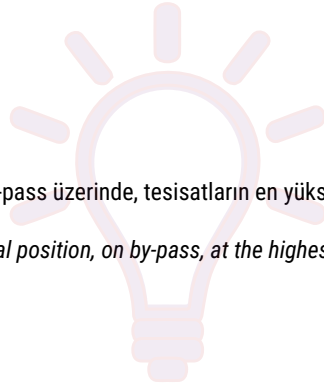 -pass üzerinde, tesisatların en yüks
al position, on by-pass, at the highes